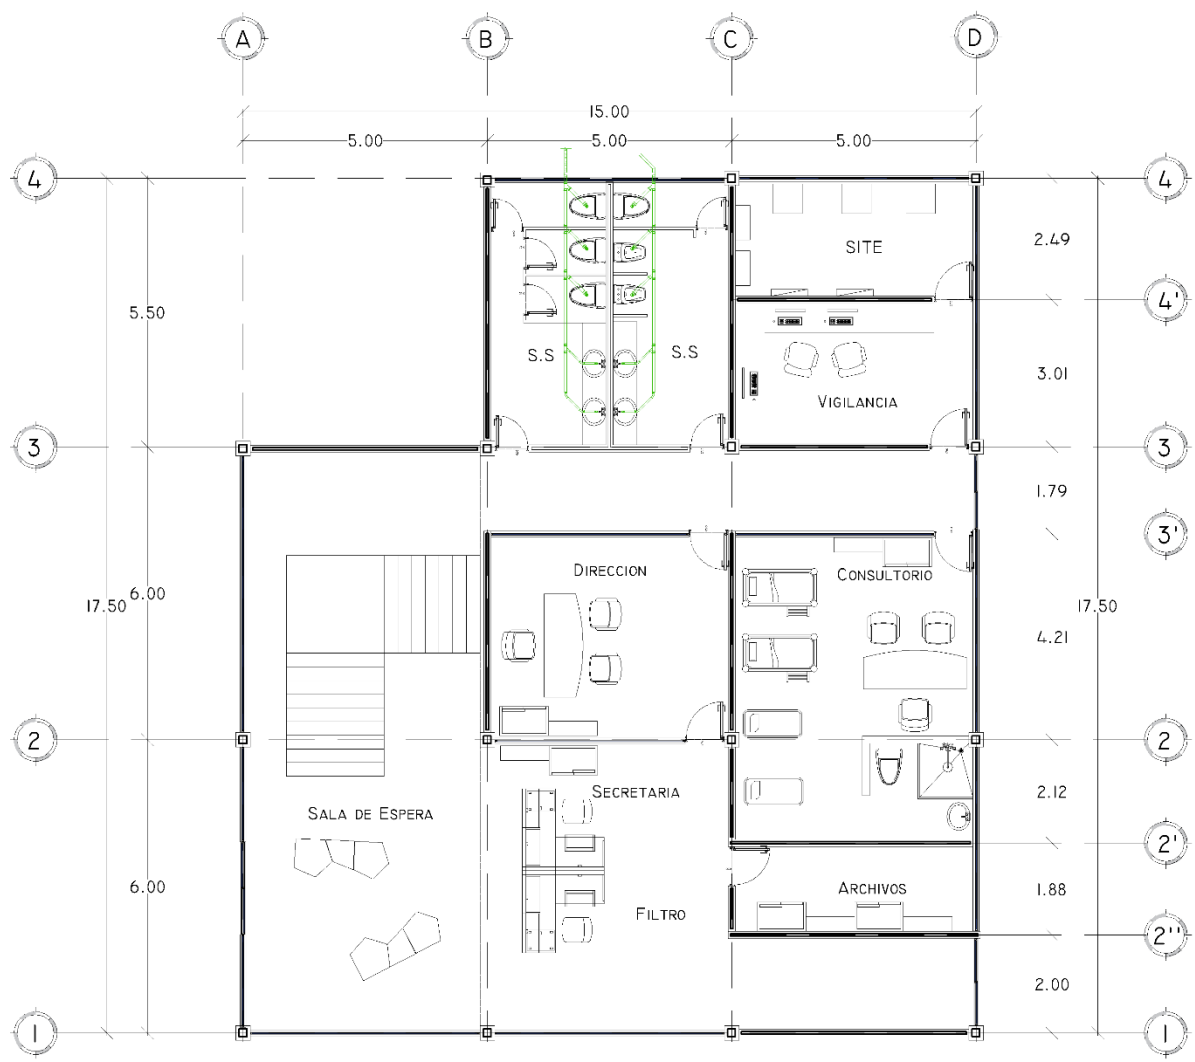 A B C D
15.00
5.00 5.00 5.00
4 4
2.49
SITE
4'
5.50
S.S S.S
3.01
VIGILANCIA
3 3
1.79
3'
DIRECCION CONSULTORIO
17.50 6.00 17.50
4.21
2 2
SECRETARIA 2.12
SALA DE ESPERA
2'
6.00 ARCHIVOS 1.88
FILTRO
2''
2.00
1 1